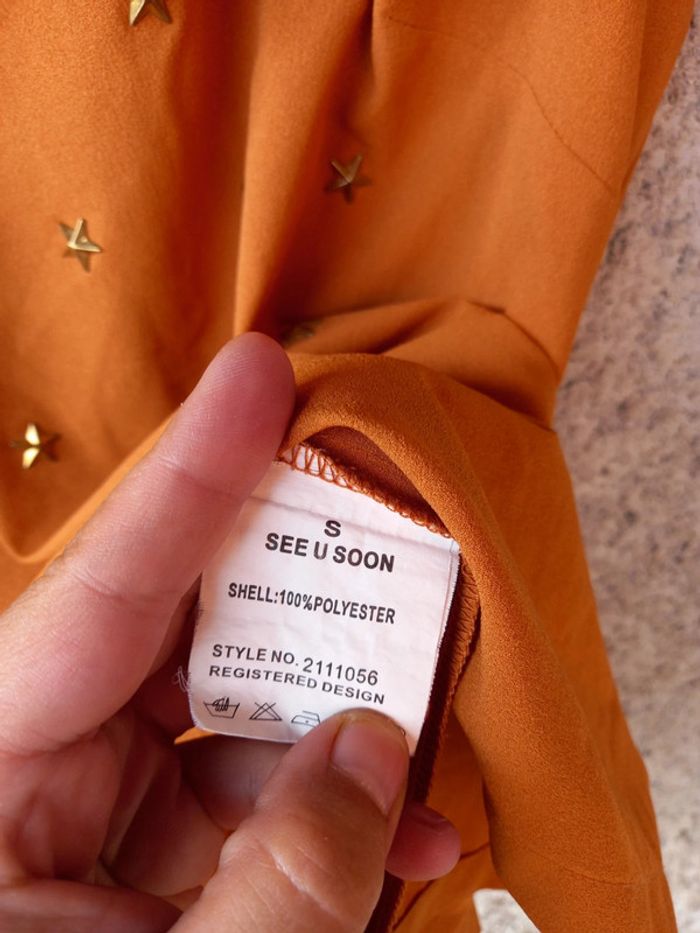 S
SEE U SOON
SHELL:100%POLYESTER
STYLE NO. 2111056
REGISTERED DESIGN